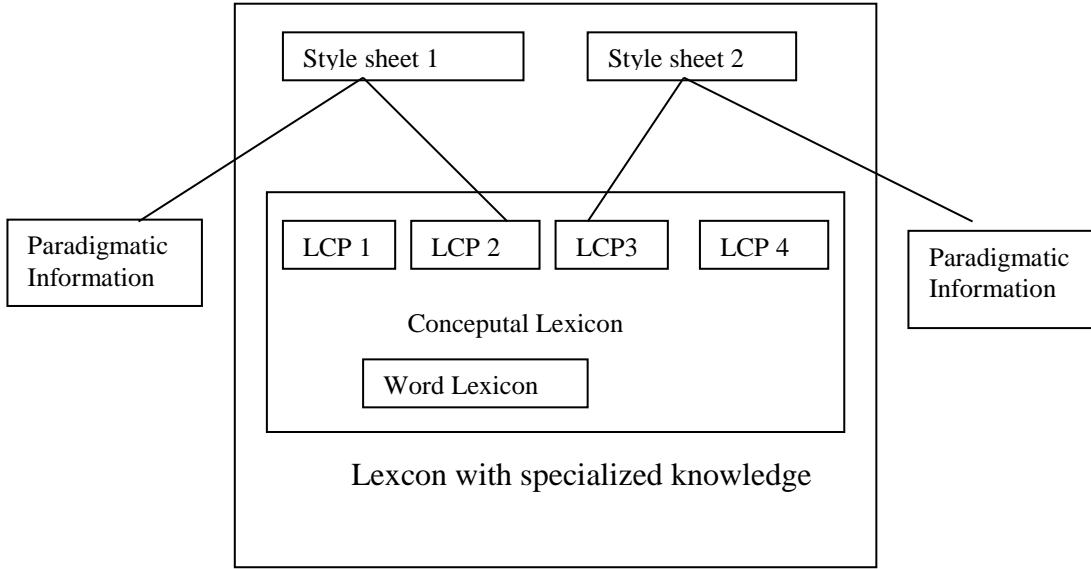 Style sheet 1
Style sheet 2
Paradigmatic
Information
LCP 1
LCP 2
LCP3
LCP 4
Paradigmatic
Information
Conceputal Lexicon
Word Lexicon
Lexcon with specialized knowledge